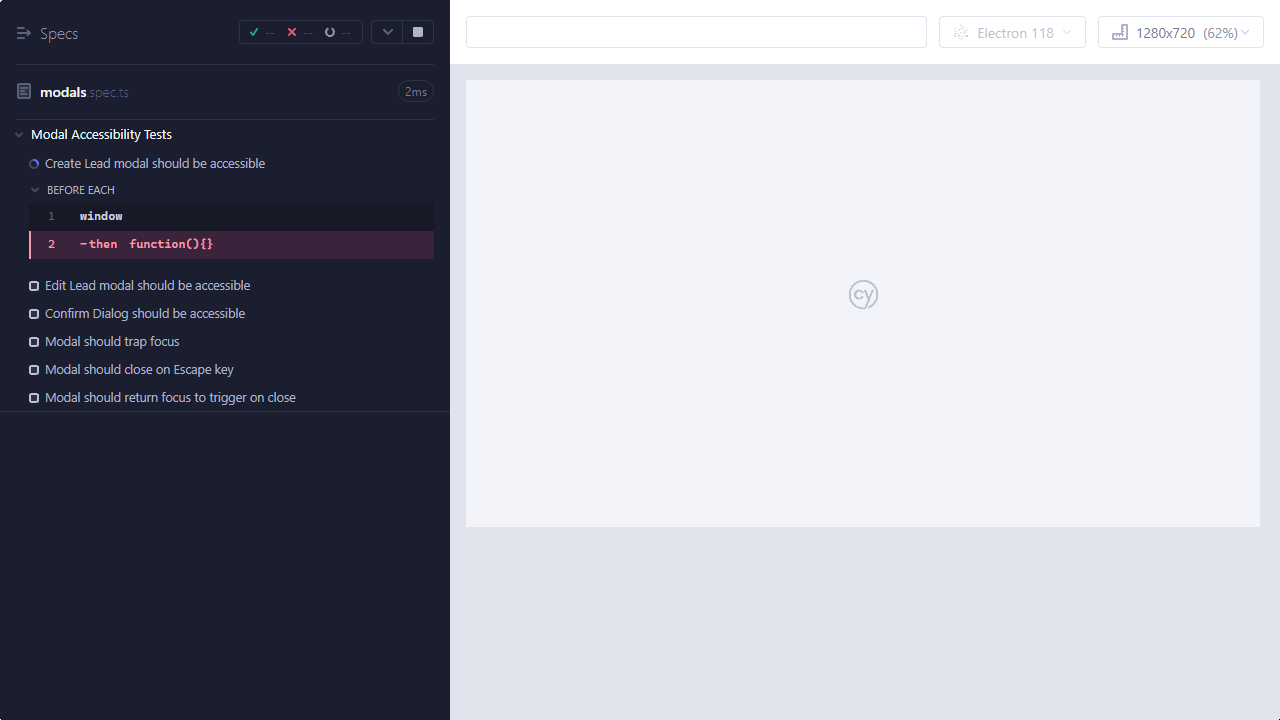 Specs
--
--
--
Electron 118
1280x720 (62%)
modals.spec.ts
2ms
Modal Accessibility Tests
Create Lead modal should be accessible
BEFORE EACH
1 window
2 -then function(){}
Edit Lead modal should be accessible
Confirm Dialog should be accessible
Modal should trap focus
Modal should close on Escape key
Modal should return focus to trigger on close
cy